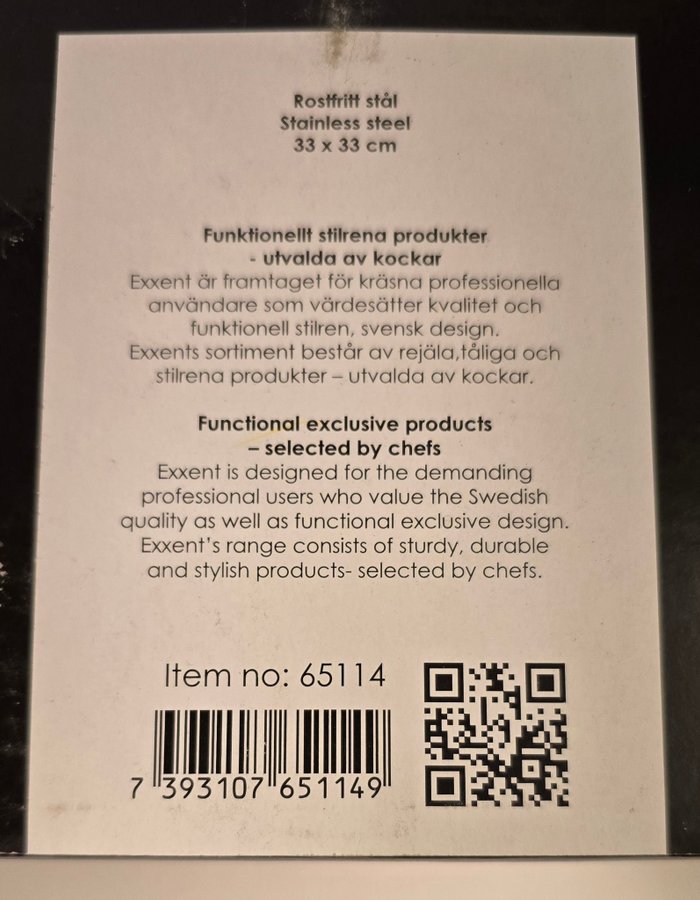 Rostfritt stål
Stainless steel
33 x 33 cm
Funktionellt stilrena produkter
- utvalda av kockar
Exxent är framtaget för kräsna professionella
användare som värdesätter kvalitet och
funktionell stilren, svensk design.
Exxents sortiment består av rejäla,tåliga och
stilrena produkter – utvalda av kockar.
Functional exclusive products
– selected by chefs
Exxent is designed for the demanding
professional users who value the Swedish
quality as well as functional exclusive design.
Exxent's range consists of sturdy, durable
and stylish products- selected by chefs.
Item no: 65114
7 393107 651149